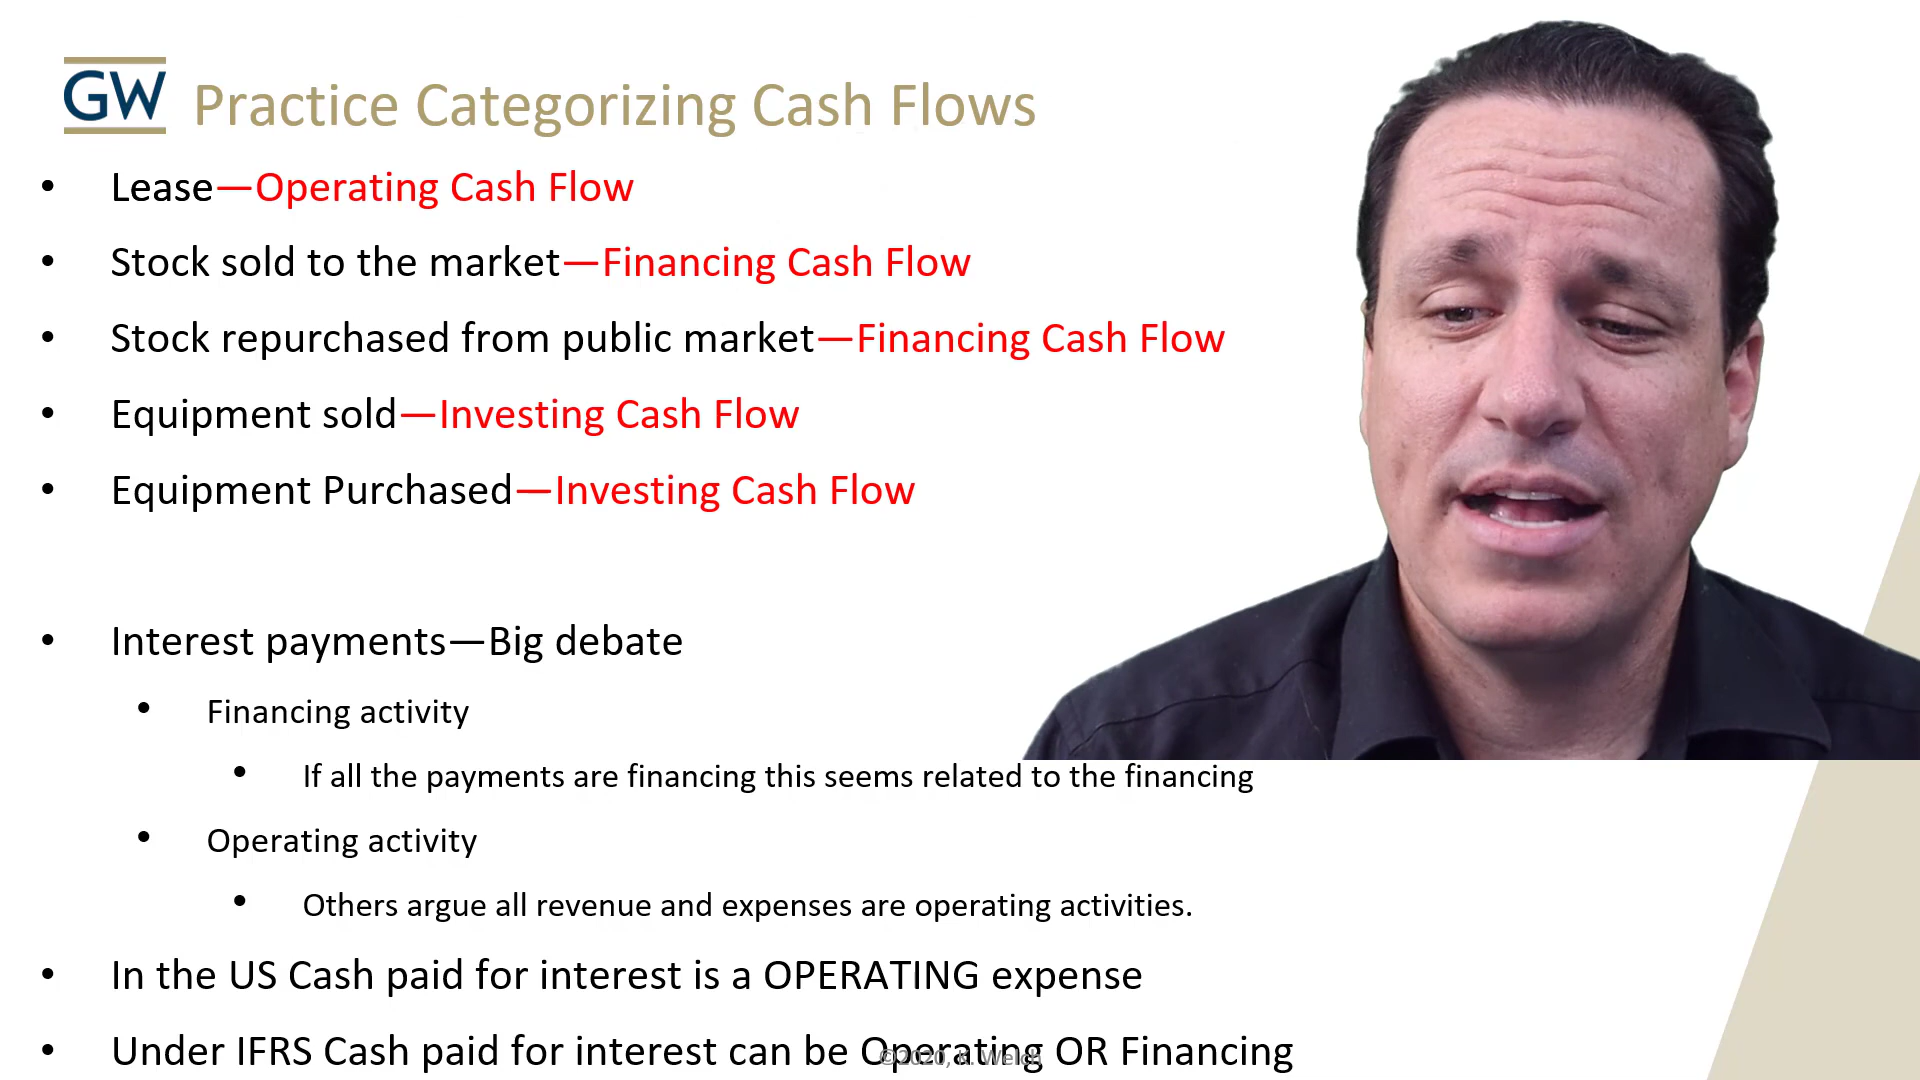 GW
Practice Categorizing Cash Flows
• Lease—Operating Cash Flow
• Stock sold to the market—Financing Cash Flow
• Stock repurchased from public market—Financing Cash Flow
• Equipment sold—Investing Cash Flow
• Equipment Purchased—Investing Cash Flow
• Interest payments—Big debate
• Financing activity
• If all the payments are financing this seems related to the financing
• Operating activity
• Others argue all revenue and expenses are operating activities.
• In the US Cash paid for interest is a OPERATING expense
• Under IFRS Cash paid for interest can be Operating OR Financing
©2020, K. Welch